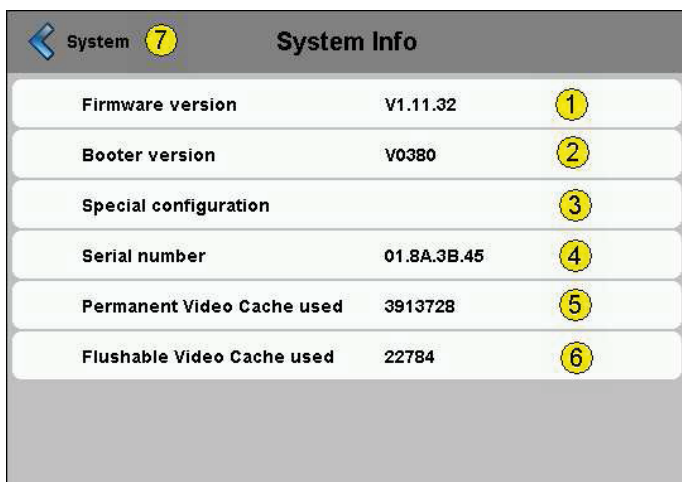 System 7 System Info
Firmware version V1.11.32 1
Booter version V0380 2
Special configuration 3
Serial number 01.8A.3B.45 4
Permanent Video Cache used 3913728 5
Flushable Video Cache used 22784 6